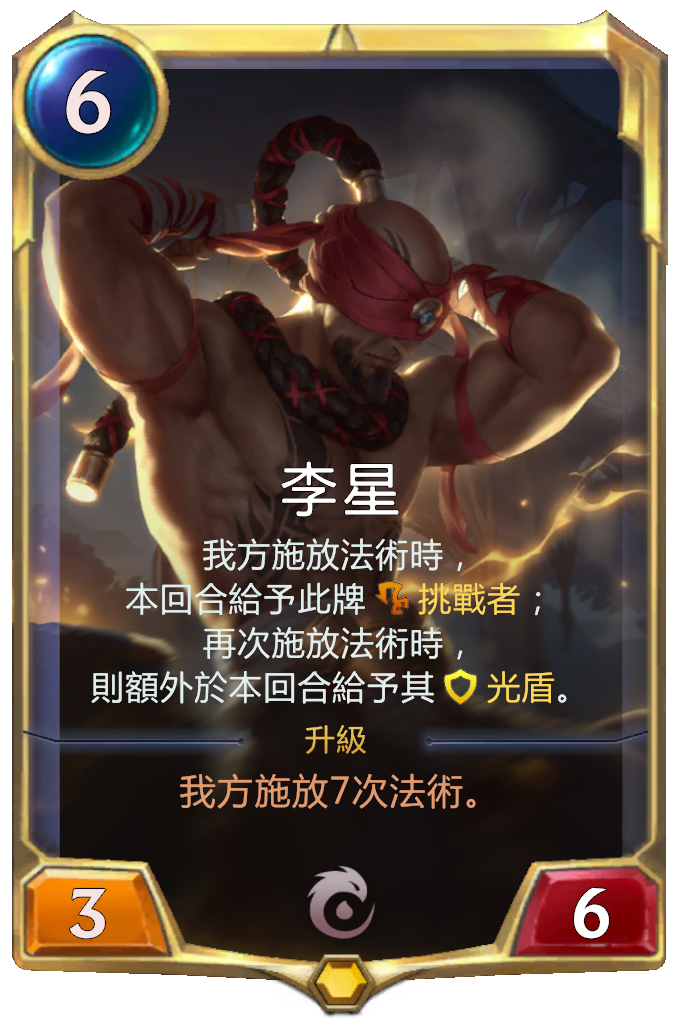 6
李星
我方施放法術時，
本回合給予此牌 挑戰者；
再次施放法術時，
則額外於本回合給予其 光盾。
升級
我方施放7次法術。
3
6